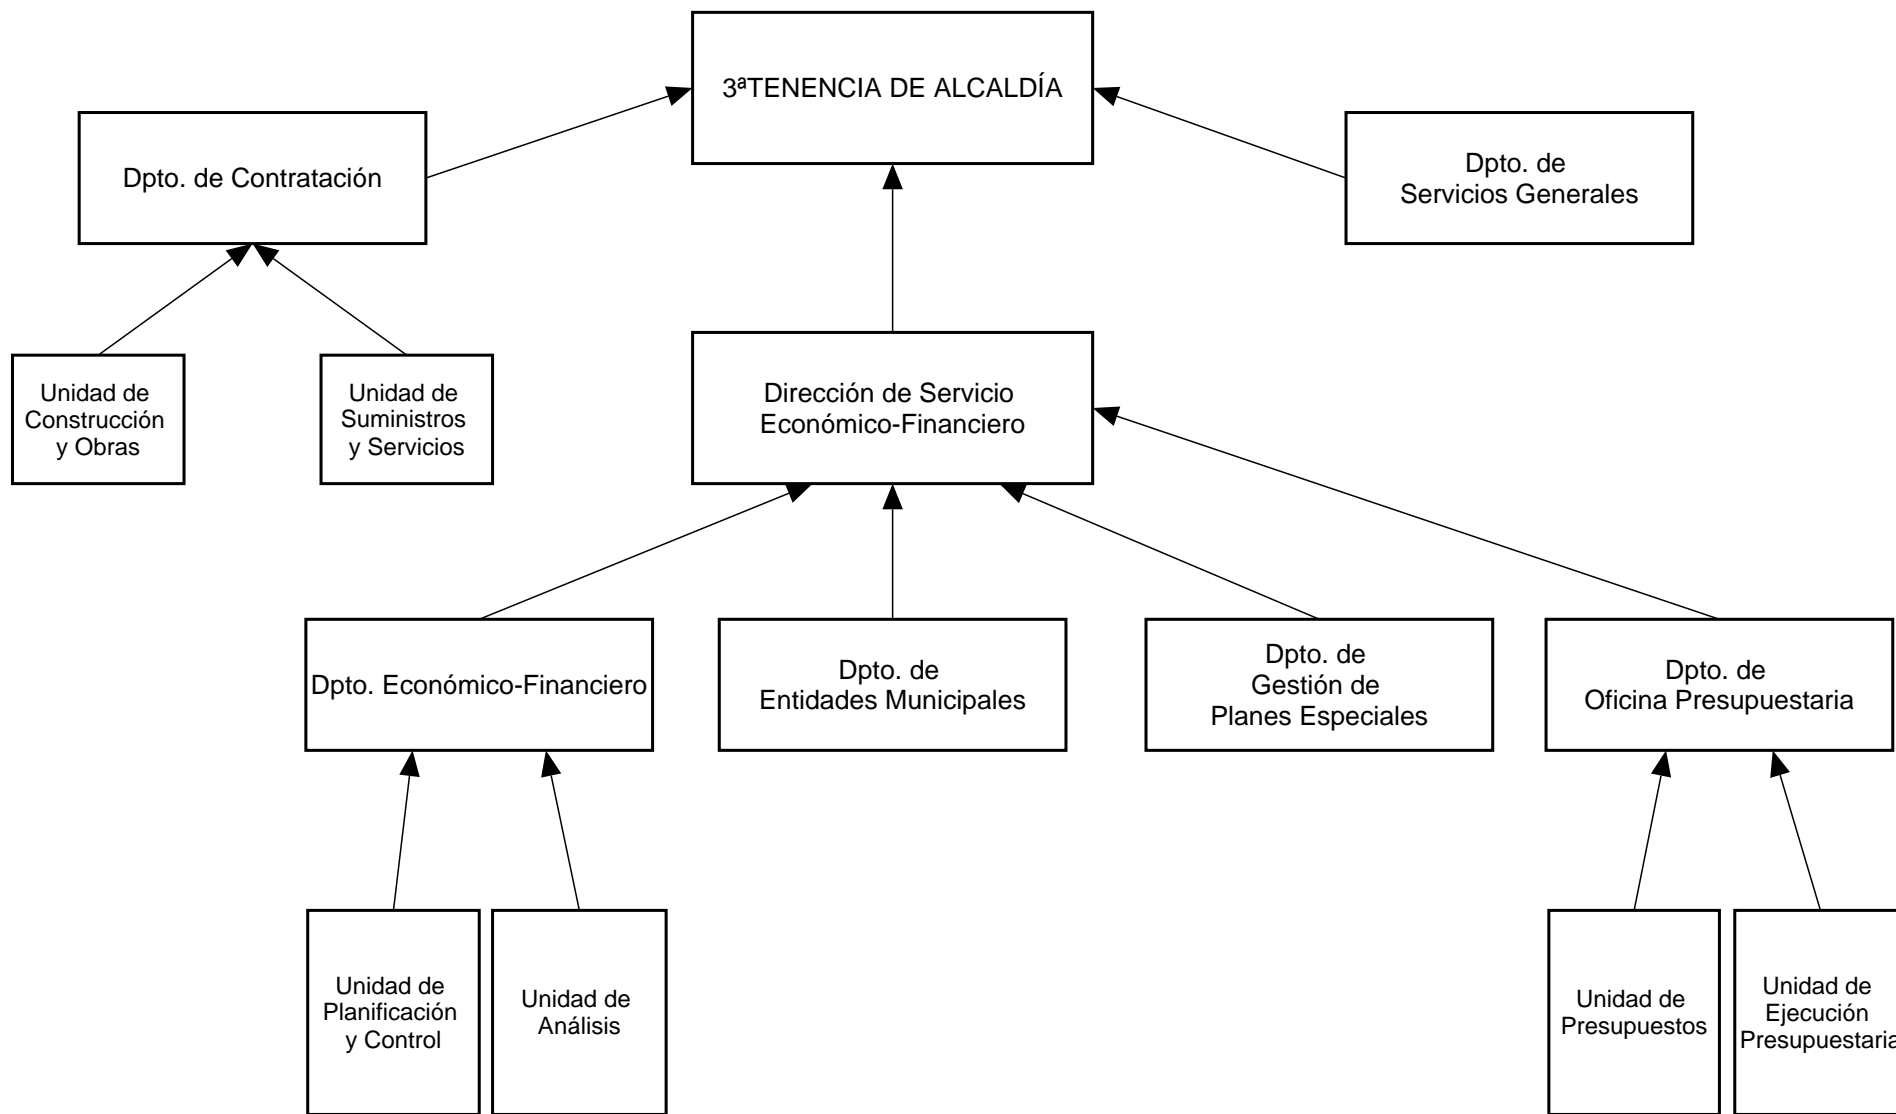 3ªTENENCIA DE ALCALDÍA
Dpto. de Contratación
Dpto. de
Servicios Generales
Unidad de
Construcción
y Obras
Unidad de
Suministros
y Servicios
Dirección de Servicio
Económico-Financiero
Dpto. Económico-Financiero
Dpto. de
Entidades Municipales
Dpto. de
Gestión de
Planes Especiales
Dpto. de
Oficina Presupuestaria
Unidad de
Planificación
y Control
Unidad de
Análisis
Unidad de
Presupuestos
Unidad de
Ejecución
Presupuestaria